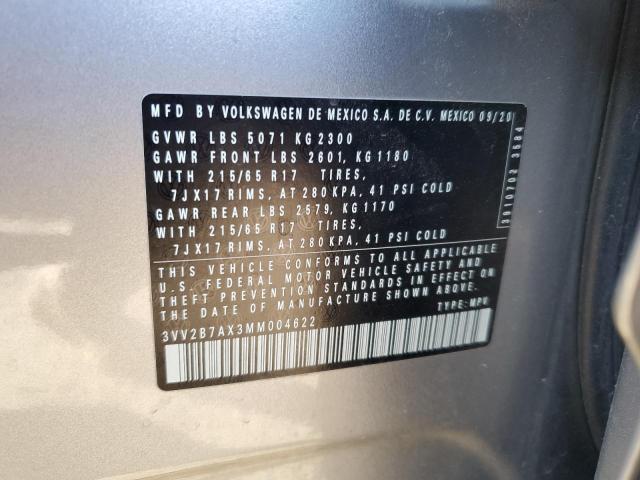 MFD BY VOLKSWAGEN DE MEXICO S.A. DE C.V. MEXICO 09/20
GVWR LBS 5071 KG 2300
GAWR FRONT LBS 2601, KG 1180
WITH 215/65 R17 TIRES,
7JX17 RIMS, AT 280 KPA, 41 PSI COLD
GAWR REAR LBS 2579, KG 1170
WITH 215/65 R17 TIRES,
7JX17 RIMS, AT 280 KPA, 41 PSI COLD
THIS VEHICLE CONFORMS TO ALL APPLICABLE
U.S. FEDERAL MOTOR VEHICLE SAFETY AND
THEFT PREVENTION STANDARDS IN EFFECT ON
THE DATE OF MANUFACTURE SHOWN ABOVE.
3VV2B7AX3MM004622 TYPE: MPV
3910702 3584